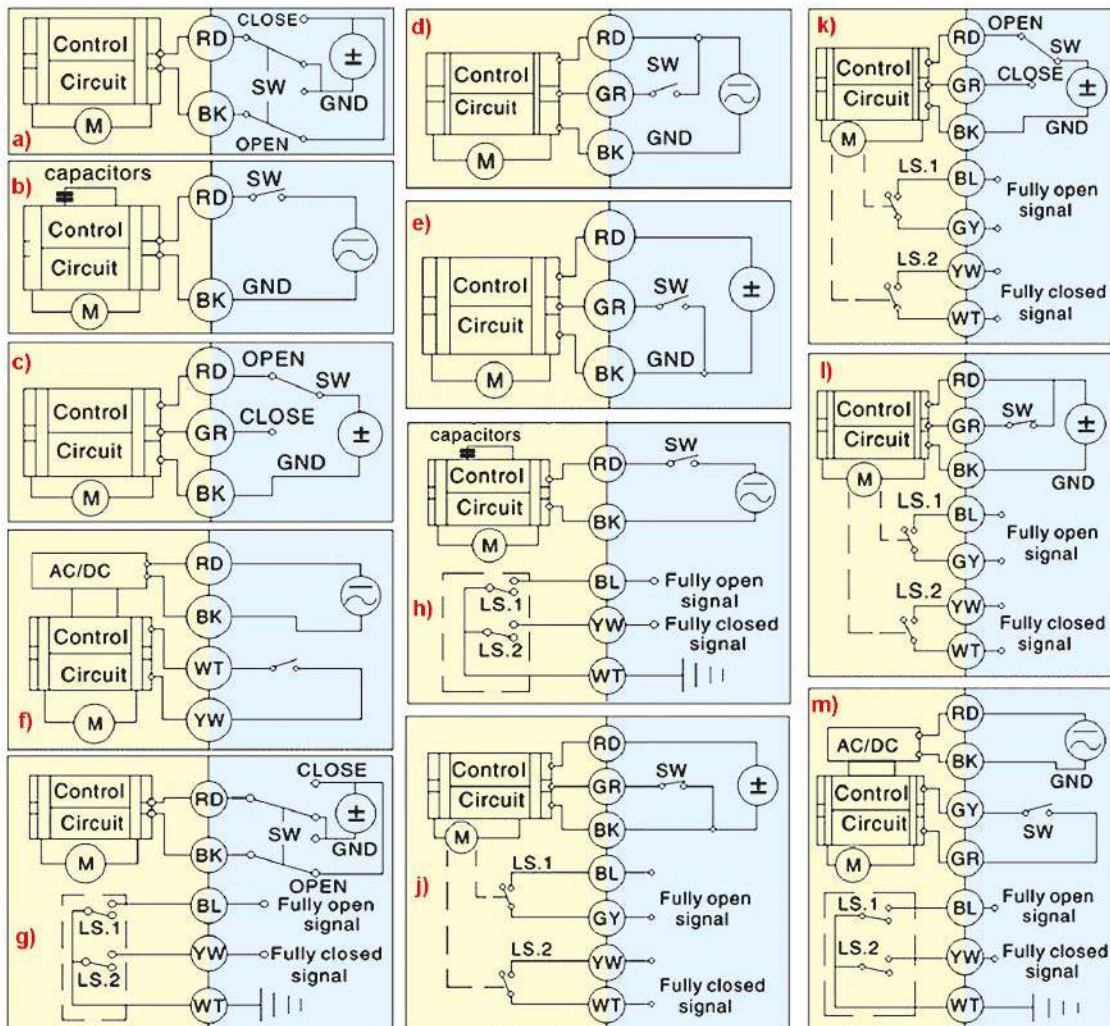 a)
CLOSE
Control
Circuit
RD
SW
±
GND
BK
M
OPEN
b)
capacitors
Control
Circuit
RD
SW
GND
BK
M
c)
RD
OPEN
SW
Control
Circuit
CLOSE
GR
±
GND
BK
M
f)
AC/DC
RD
BK
Control
Circuit
WT
M
YW
g)
CLOSE
Control
Circuit
RD
±
SW
GND
BK
M
OPEN
BL
Fully open
signal
LS.1
YW
Fully closed
signal
LS.2
WT
d)
RD
Control
Circuit
SW
GR
GND
BK
M
e)
RD
Control
Circuit
SW
GR
±
GND
BK
M
h)
capacitors
Control
Circuit
RD
SW
BK
M
BL
Fully open
signal
LS.1
YW
Fully closed
signal
LS.2
WT
j)
RD
Control
Circuit
GR
SW
±
BK
M
LS.1
BL
Fully open
signal
GY
LS.2
YW
Fully closed
signal
WT
k)
RD
OPEN
SW
Control
Circuit
CLOSE
GR
±
BK
GND
M
LS.1
BL
Fully open
signal
GY
LS.2
YW
Fully closed
signal
WT
l)
RD
Control
Circuit
SW
GR
±
BK
GND
M
LS.1
BL
Fully open
signal
GY
LS.2
YW
Fully closed
signal
WT
m)
RD
AC/DC
BK
GND
Control
Circuit
GY
SW
GR
M
LS.1
BL
Fully open
signal
LS.2
YW
Fully closed
signal
WT